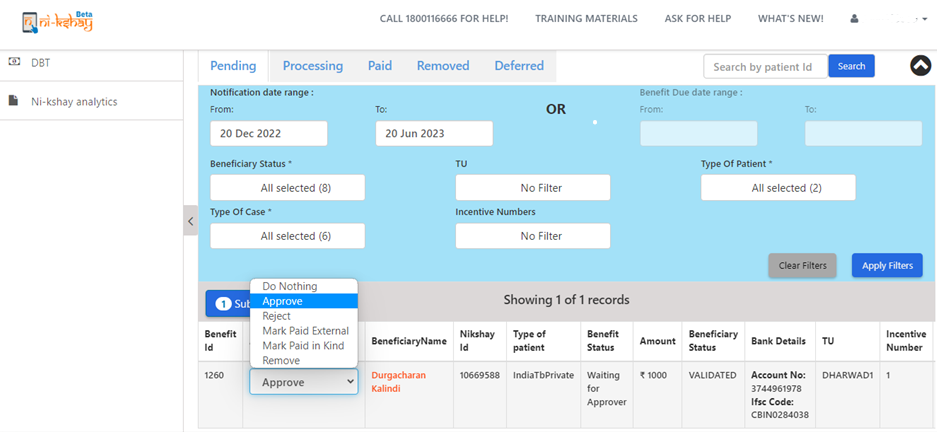 Beta
ni-kshay
CALL 1800116666 FOR HELP! TRAINING MATERIALS ASK FOR HELP WHAT'S NEW!
DBT
Ni-kshay analytics
Pending Processing Paid Removed Deferred Search by patient Id Search
Notification date range : OR Benefit Due date range :
From: To: From: To:
20 Dec 2022 20 Jun 2023
Beneficiary Status * TU Type Of Patient *
All selected (8) No Filter All selected (2)
Type Of Case * Incentive Numbers
All selected (6) No Filter
Clear Filters Apply Filters
1 Sub Showing 1 of 1 records
Do Nothing
Approve
Reject
Mark Paid External
Mark Paid in Kind
Remove
Benefit Id BeneficiaryName Nikshay Id Type of patient Benefit Status Amount Beneficiary Status Bank Details TU Incentive Number
1260 Approve Durgacharan Kalindi 10669588 IndiaTbPrivate Waiting for Approver ₹ 1000 VALIDATED Account No: 3744961978 Ifsc Code: CBIN0284038 DHARWAD1 1